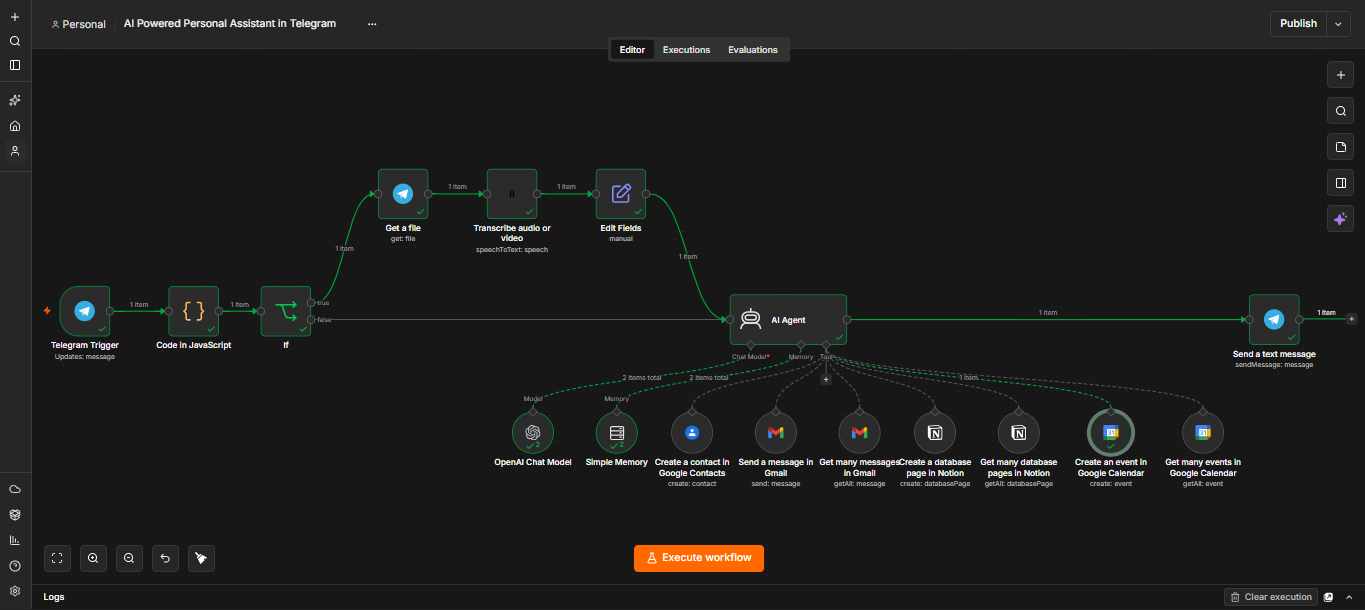 Personal / AI Powered Personal Assistant in Telegram ...
Publish
Editor Executions Evaluations
1 item
1 item
Get a file
get: file
Transcribe audio or
video
speechToText: speech
Edit Fields
manual
1 item
1 item
1 item
1 item
true
false
1 item
1 item
Telegram Trigger
Updates: message
Code in JavaScript
If
AI Agent
Send a text message
sendMessage: message
Chat Model*
Memory
Tool
2 items total
2 items total
1 item
Model
Memory
2
2
31
31
OpenAI Chat Model
Simple Memory
Create a contact in
Google Contacts
create: contact
Send a message in
Gmail
send: message
Get many messages
in Gmail
getAll: message
Create a database
page in Notion
create: databasePage
Get many database
pages in Notion
getAll: databasePage
Create an event in
Google Calendar
create: event
Get many events in
Google Calendar
getAll: event
Execute workflow
Logs
Clear execution